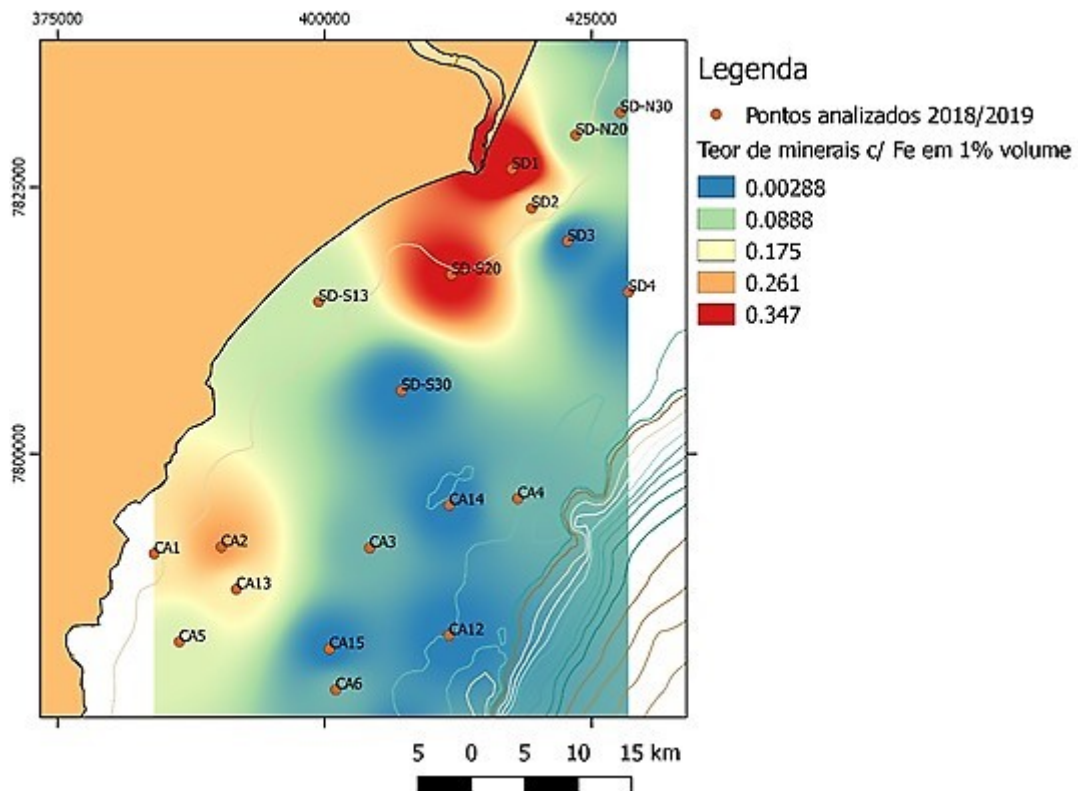 375000 400000 425000
Legenda
SD-N30
Pontos analizados 2018/2019
SD-N20
Teor de minerais c/ Fe em 1% volume
SD1
7825000
0.00288
SD2
0.0888
SD3
0.175
SD-S20
0.261
SD4
SD-S13
0.347
SD-S30
7800000
CA14
CA4
CA2
CA3
CA1
CA13
CA5
CA12
CA15
CA6
5 0 5 10 15 km